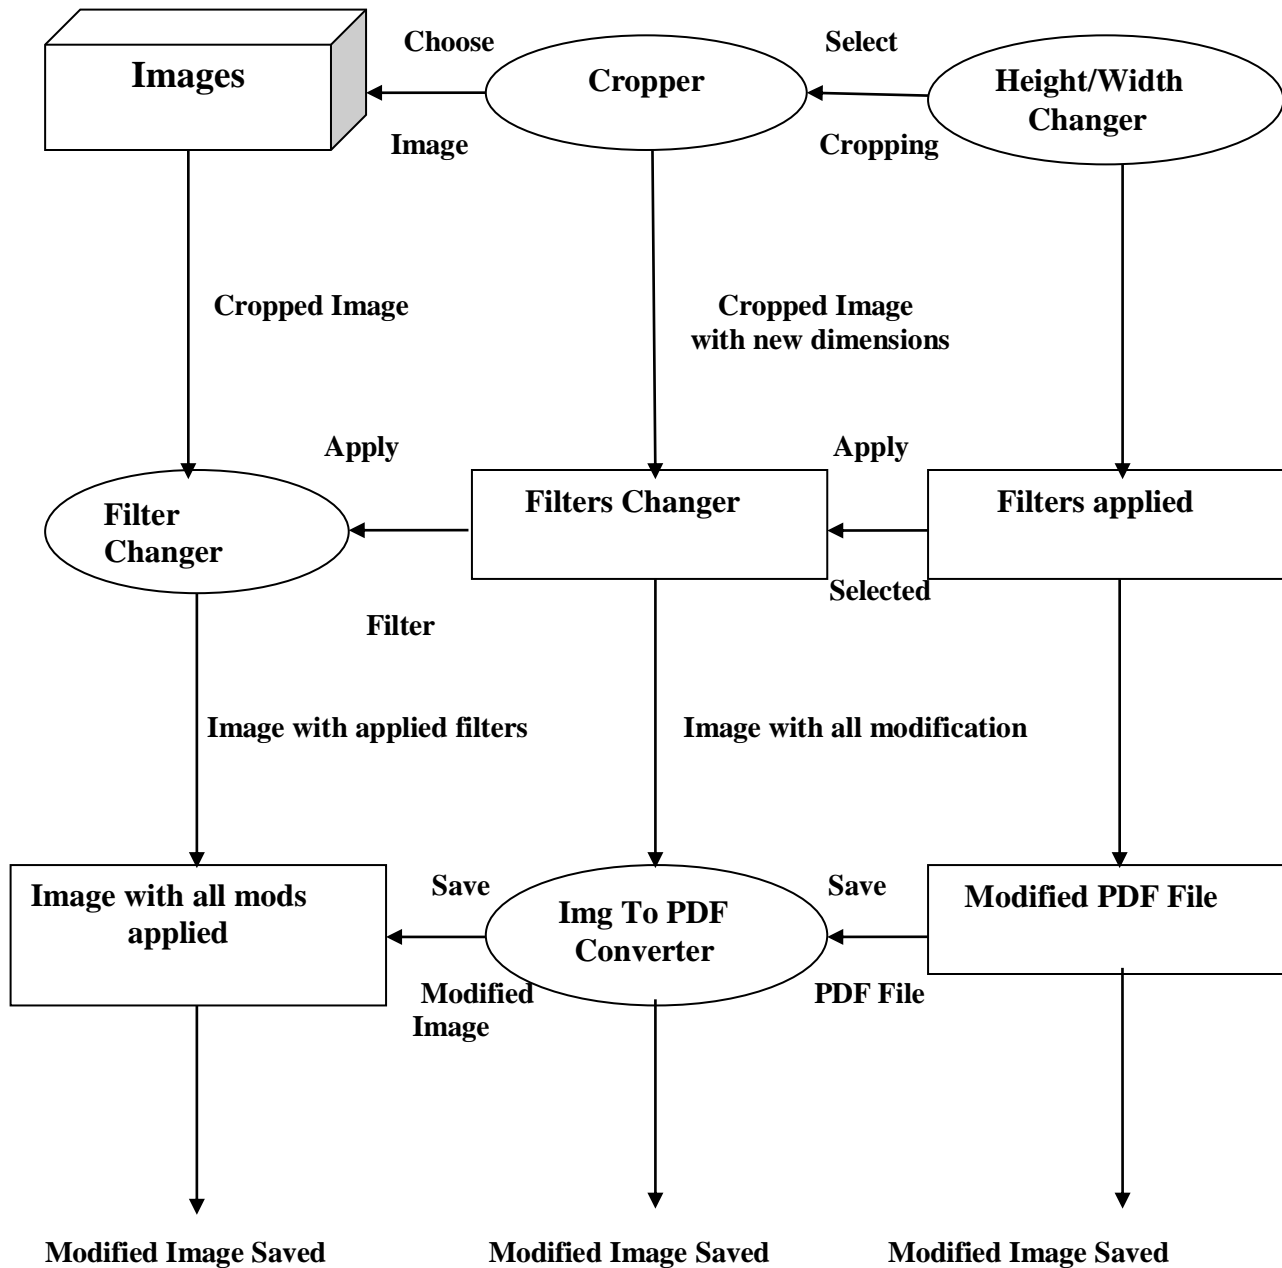 Choose
Select
Images
Cropper
Height/Width
Changer
Image
Cropping
Cropped Image
Cropped Image
with new dimensions
Apply
Apply
Filter
Changer
Filters Changer
Filters applied
Selected
Filter
Image with applied filters
Image with all modification
Image with all mods
applied
Save
Img To PDF
Converter
Save
Modified PDF File
Modified
Image
PDF File
Modified Image Saved
Modified Image Saved
Modified Image Saved